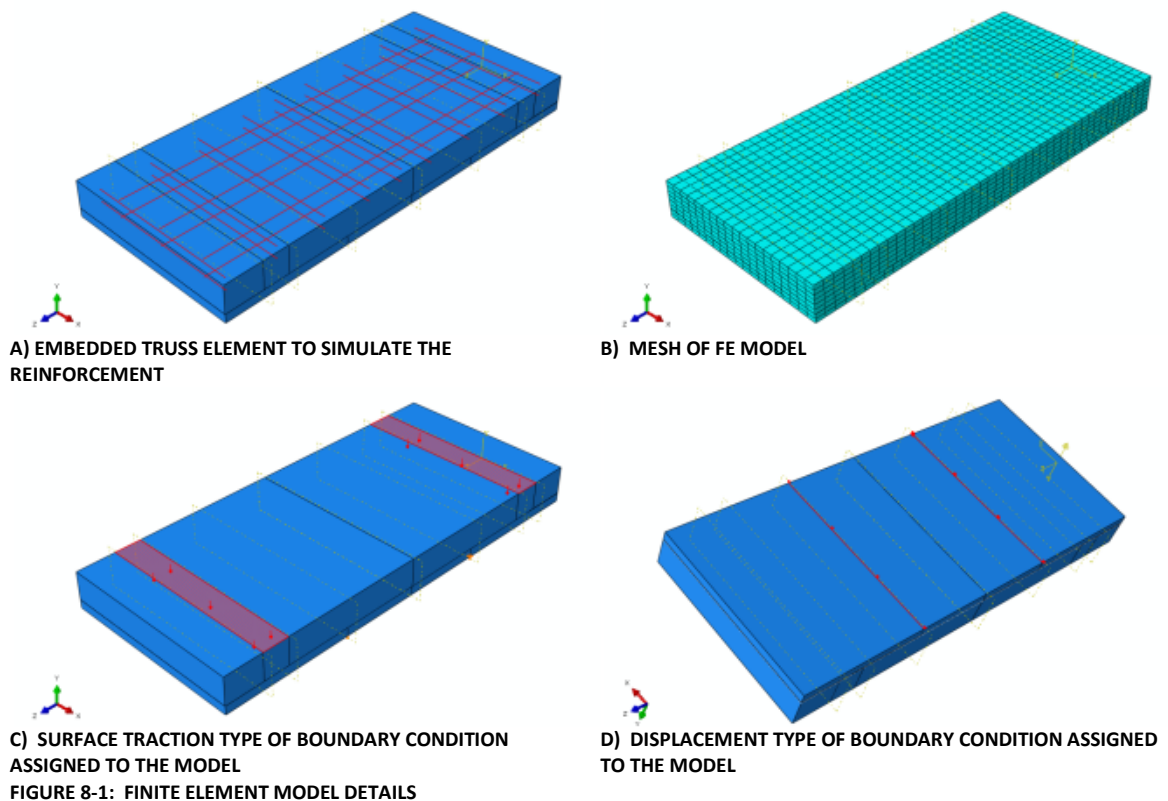 A) EMBEDDED TRUSS ELEMENT TO SIMULATE THE
REINFORCEMENT
B) MESH OF FE MODEL
C) SURFACE TRACTION TYPE OF BOUNDARY CONDITION
ASSIGNED TO THE MODEL
D) DISPLACEMENT TYPE OF BOUNDARY CONDITION ASSIGNED
TO THE MODEL
FIGURE 8-1: FINITE ELEMENT MODEL DETAILS